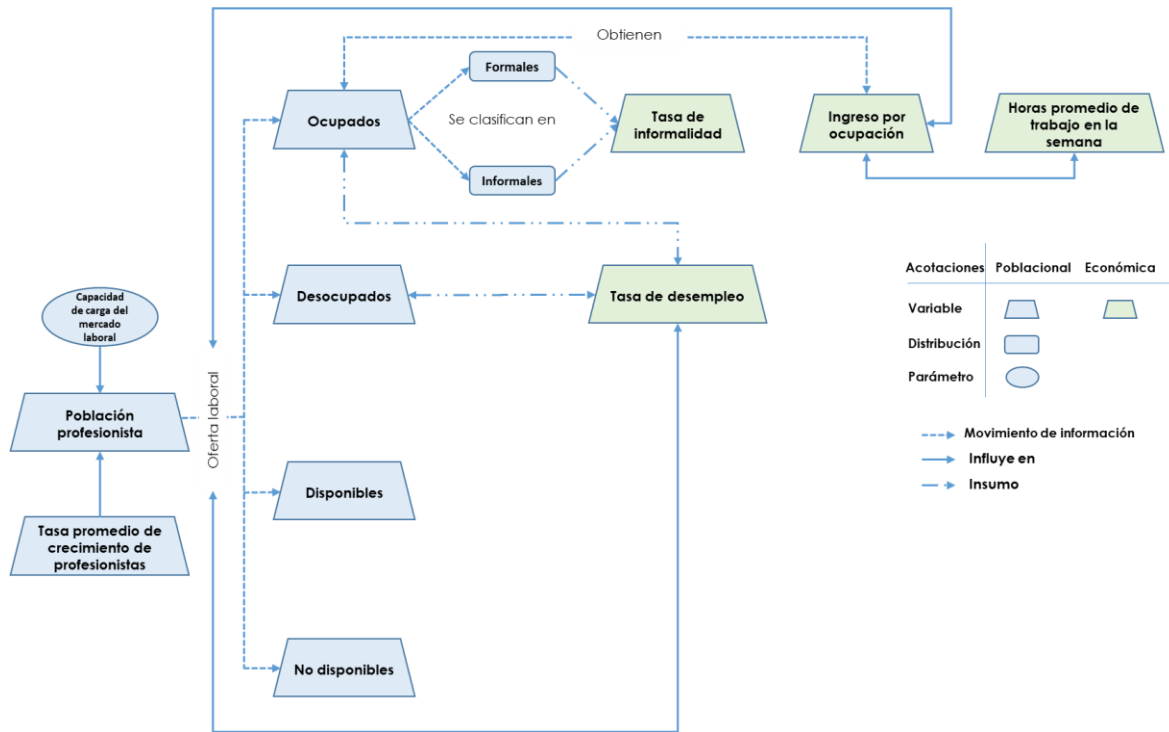 Obtienen
Formales
Ocupados
Se clasifican en
Tasa de
informalidad
Ingreso por
ocupación
Horas promedio de
trabajo en la
semana
Informales
Desocupados
Tasa de desempleo
Capacidad
de carga del
mercado
laboral
Oferta laboral
Población
profesionista
Disponibles
Tasa promedio de
crecimiento de
profesionistas
No disponibles
Acotaciones Poblacional Económica
Variable
Distribución
Parámetro
Movimiento de información
Influye en
Insumo